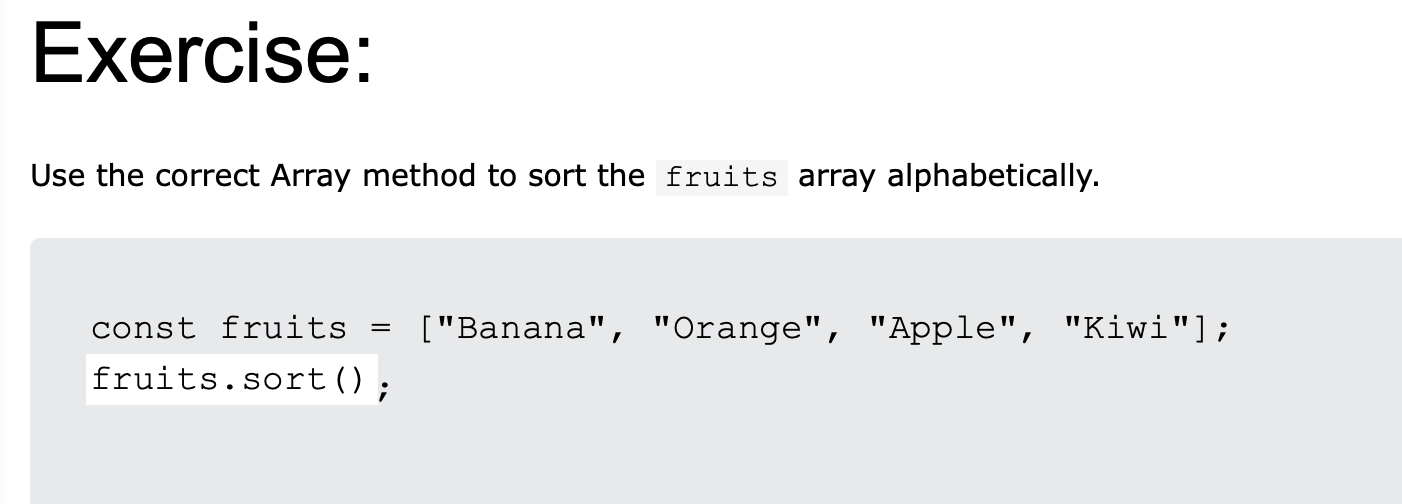 Exercise:
Use the correct Array method to sort the fruits array alphabetically.
const fruits = ["Banana", "Orange", "Apple", "Kiwi"];
fruits.sort();